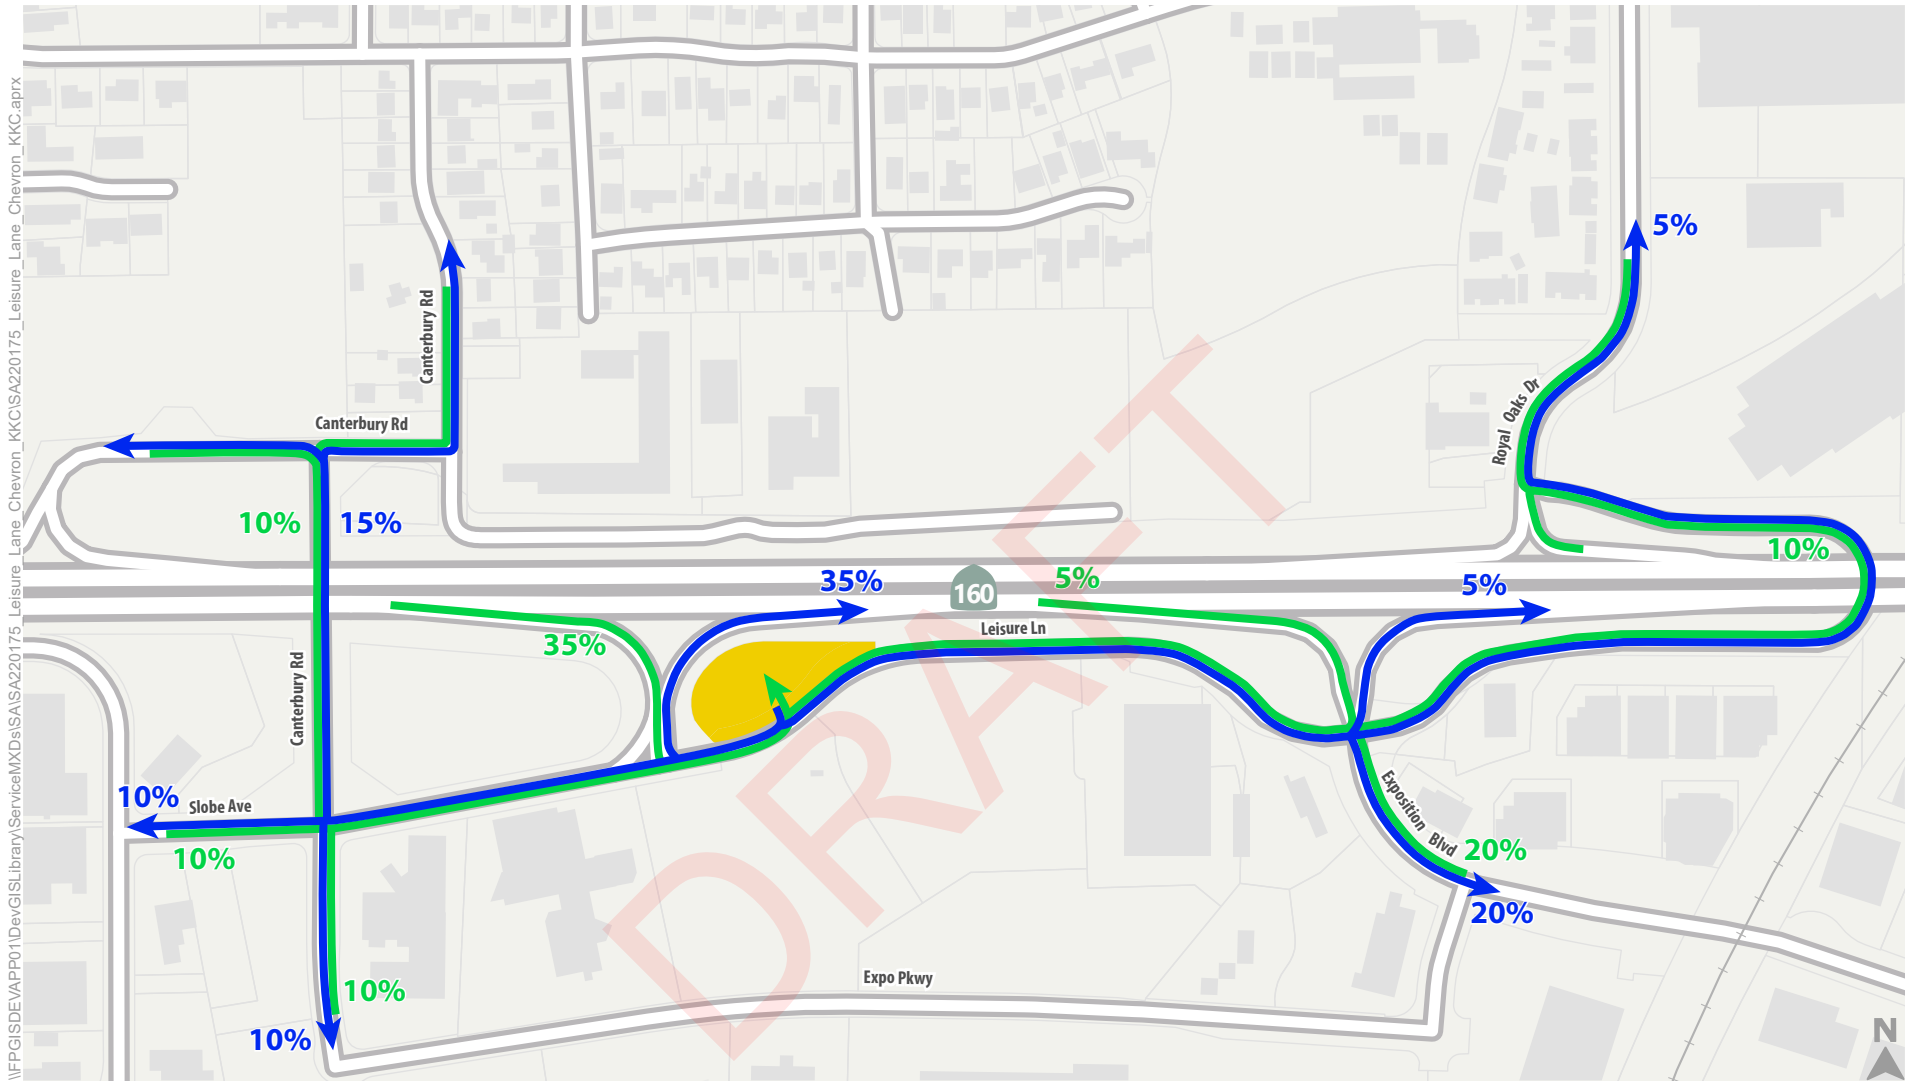 \\FPGISDEVAPP01\DevGISLibrary\ServiceMXDs\SA\SA220175_Leisure_Lane_Chevron_KKC\SA220175_Leisure_Lane_Chevron_KKC.aprx
5%
Canterbury Rd
Royal Oaks Dr
Canterbury Rd
10%
15%
10%
35%
160
5%
5%
35%
Leisure Ln
Canterbury Rd
10%
Slobe Ave
10%
Exposition Blvd
20%
20%
DRAFT
Expo Pkwy
10%
10%
N